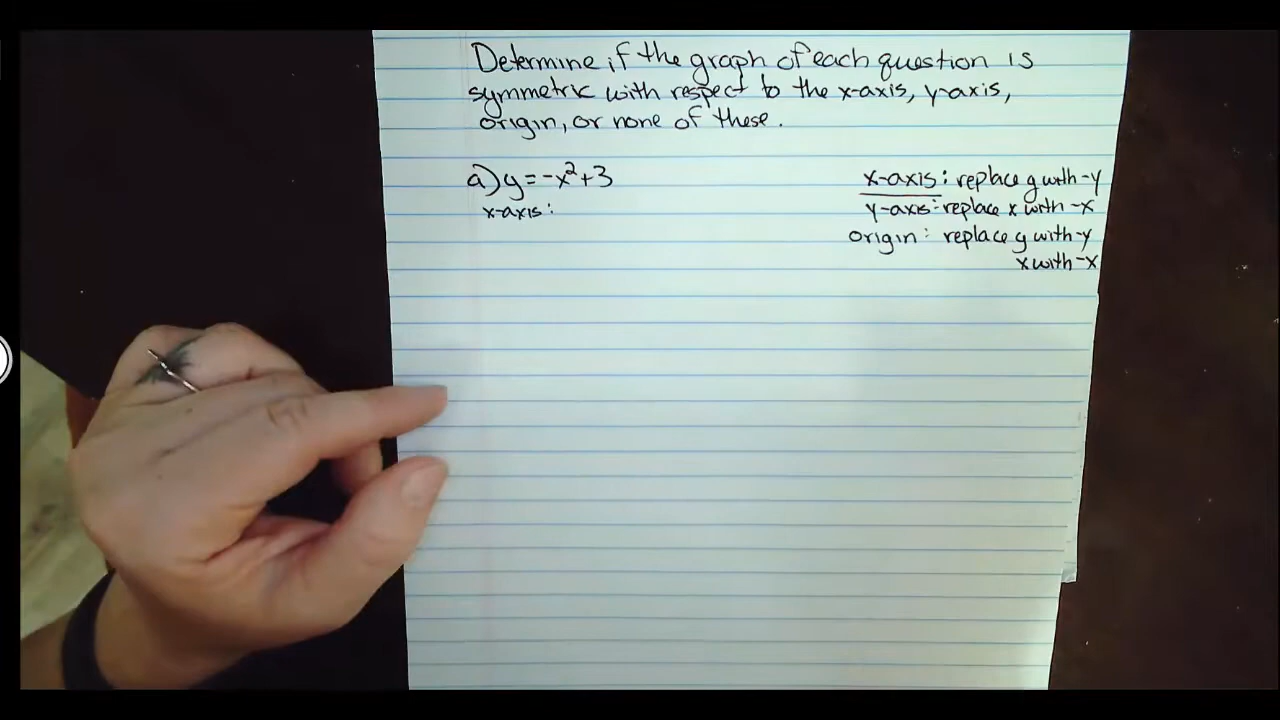 Determine if the graph of each question is
symmetric with respect to the x-axis, y-axis,
origin, or none of these.
a) y = -x²+3
x-axis:
x-axis: replace y with -y
y-axis: replace x with -x
origin: replace y with -y
x with -x